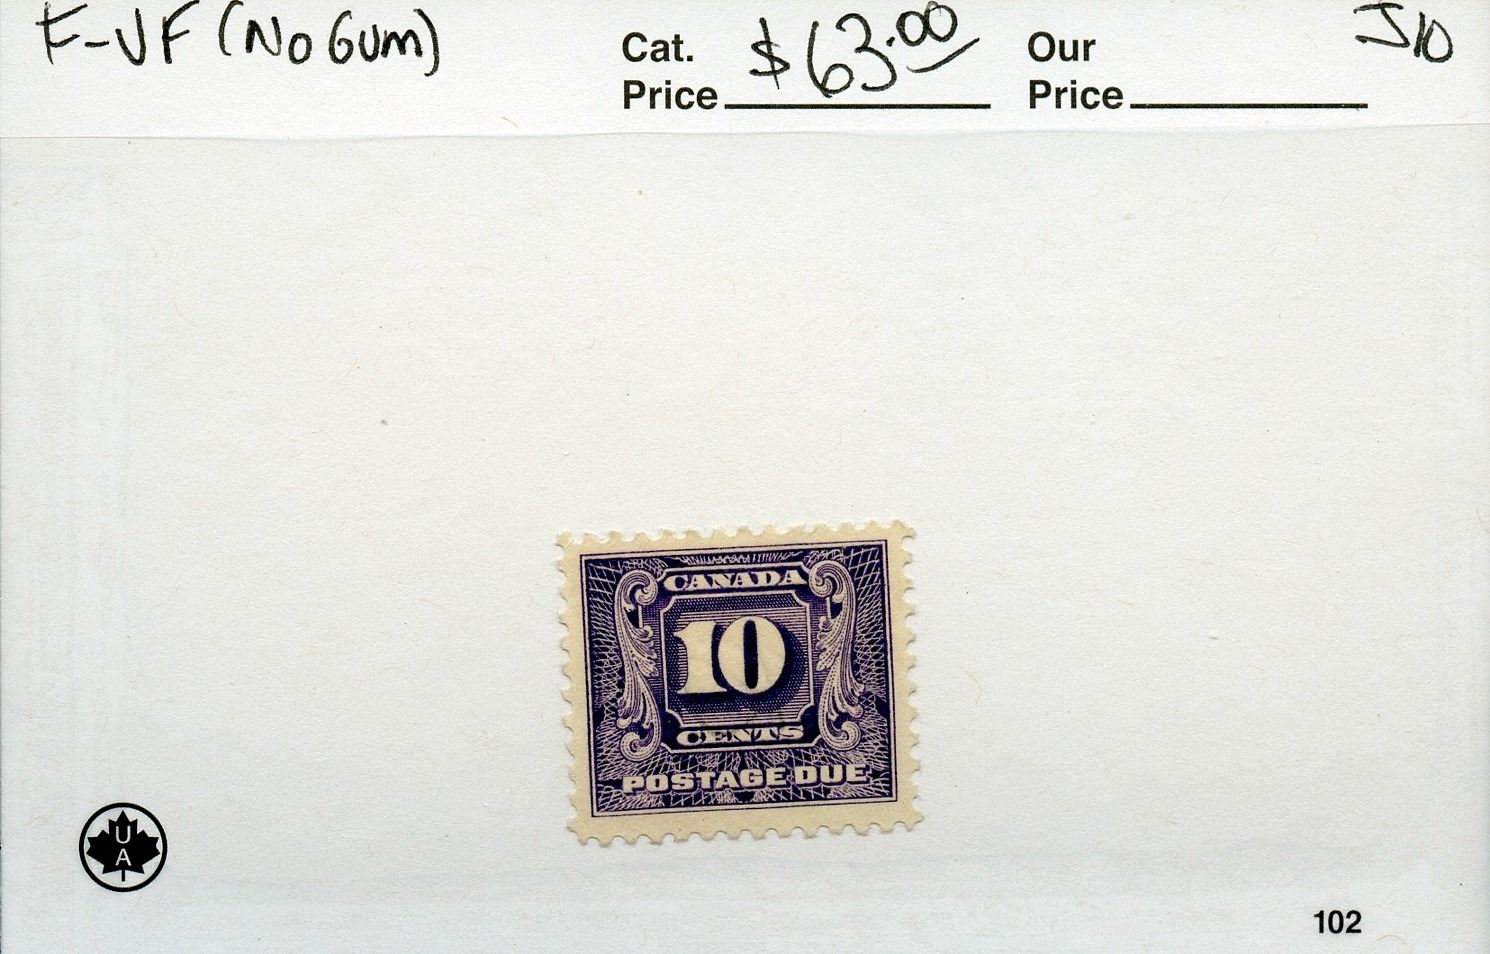 F-VF (No Gum)
Cat. Price $63.00
Our Price
J10
CANADA
10
CENTS
POSTAGE DUE
U
A
102